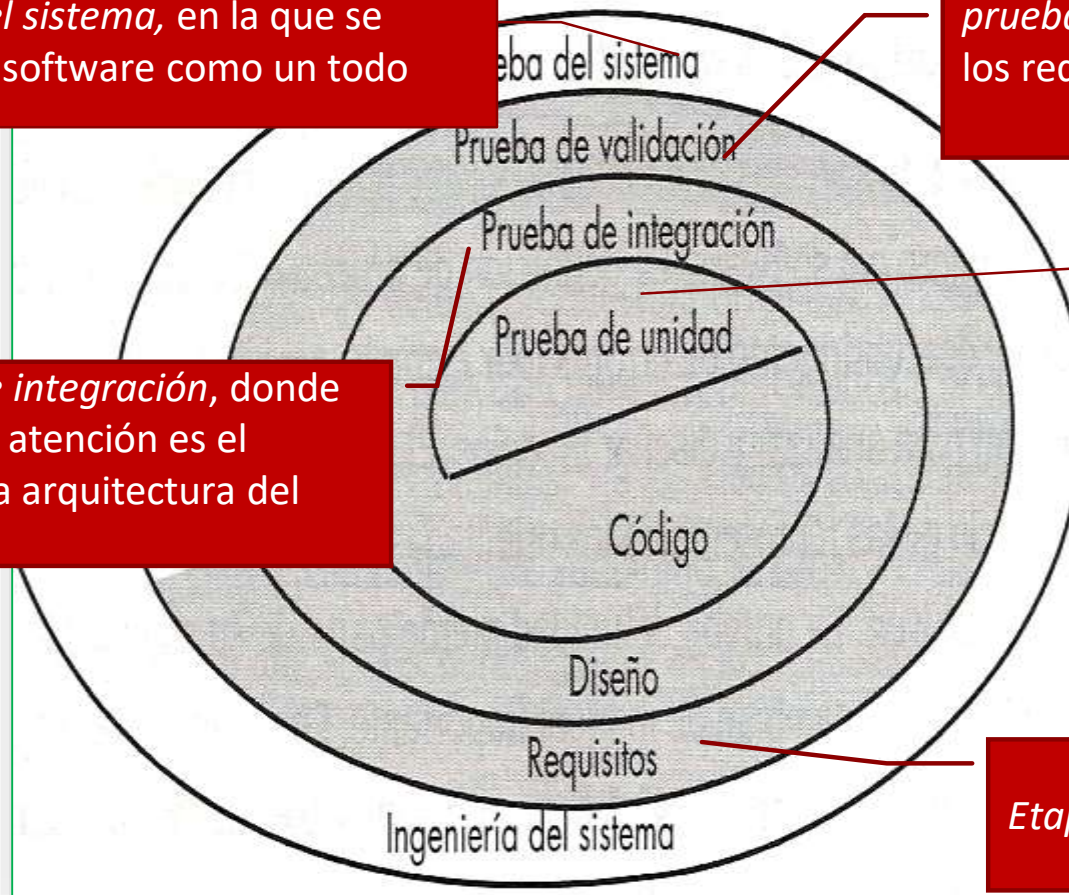 el sistema, en la que se
software como un todo
prueba
los req
eba del sistema
Prueba de validación
Prueba de integración
Prueba de unidad
e integración, donde
atención es el
a arquitectura del
Código
Diseño
Requisitos
Ingeniería del sistema
Etap